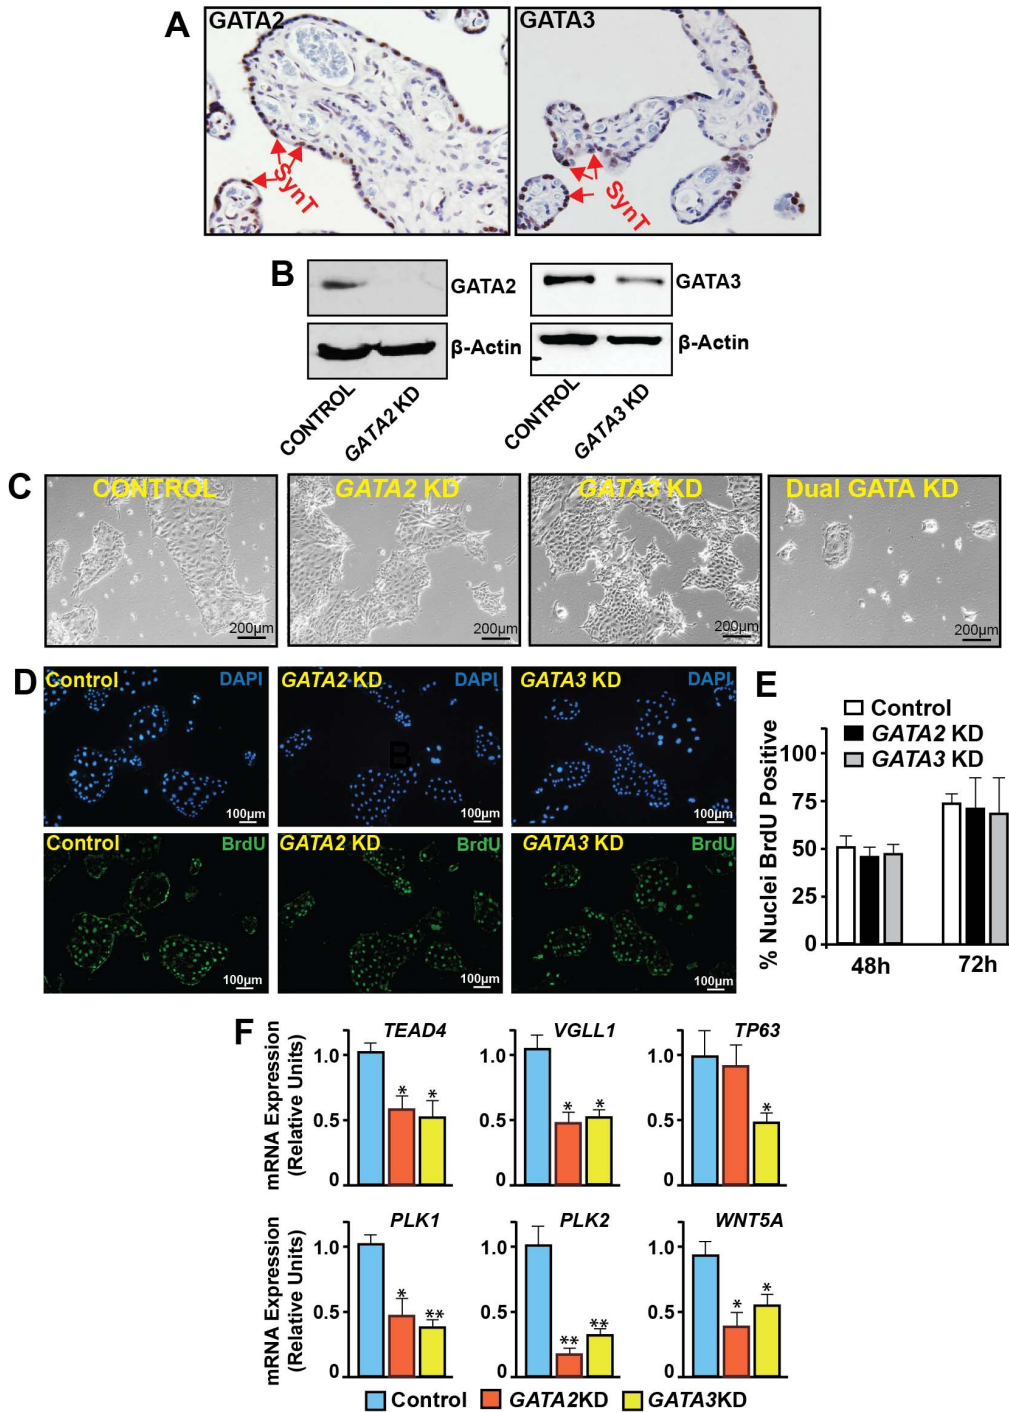 A
GATA2
SynT
GATA3
SynT
B
GATA2
β-Actin
CONTROL
GATA2 KD
GATA3
β-Actin
CONTROL
GATA3 KD
C
CONTROL
200µm
GATA2 KD
200µm
GATA3 KD
200µm
Dual GATA KD
200µm
D
Control
DAPI
100µm
GATA2 KD
DAPI
B
100µm
GATA3 KD
DAPI
100µm
Control
BrdU
100µm
GATA2 KD
BrdU
100µm
GATA3 KD
BrdU
100µm
E
Control
GATA2 KD
GATA3 KD
% Nuclei BrdU Positive
100
75
50
25
0
48h
72h
F
mRNA Expression
(Relative Units)
TEAD4
1.0
0.5
0
* *
VGLL1
1.0
0.5
0
* *
TP63
1.0
0.5
0
*
mRNA Expression
(Relative Units)
PLK1
1.0
0.5
0
* **
PLK2
1.0
0.5
0
** **
WNT5A
1.0
0.5
0
* *
Control
GATA2KD
GATA3KD